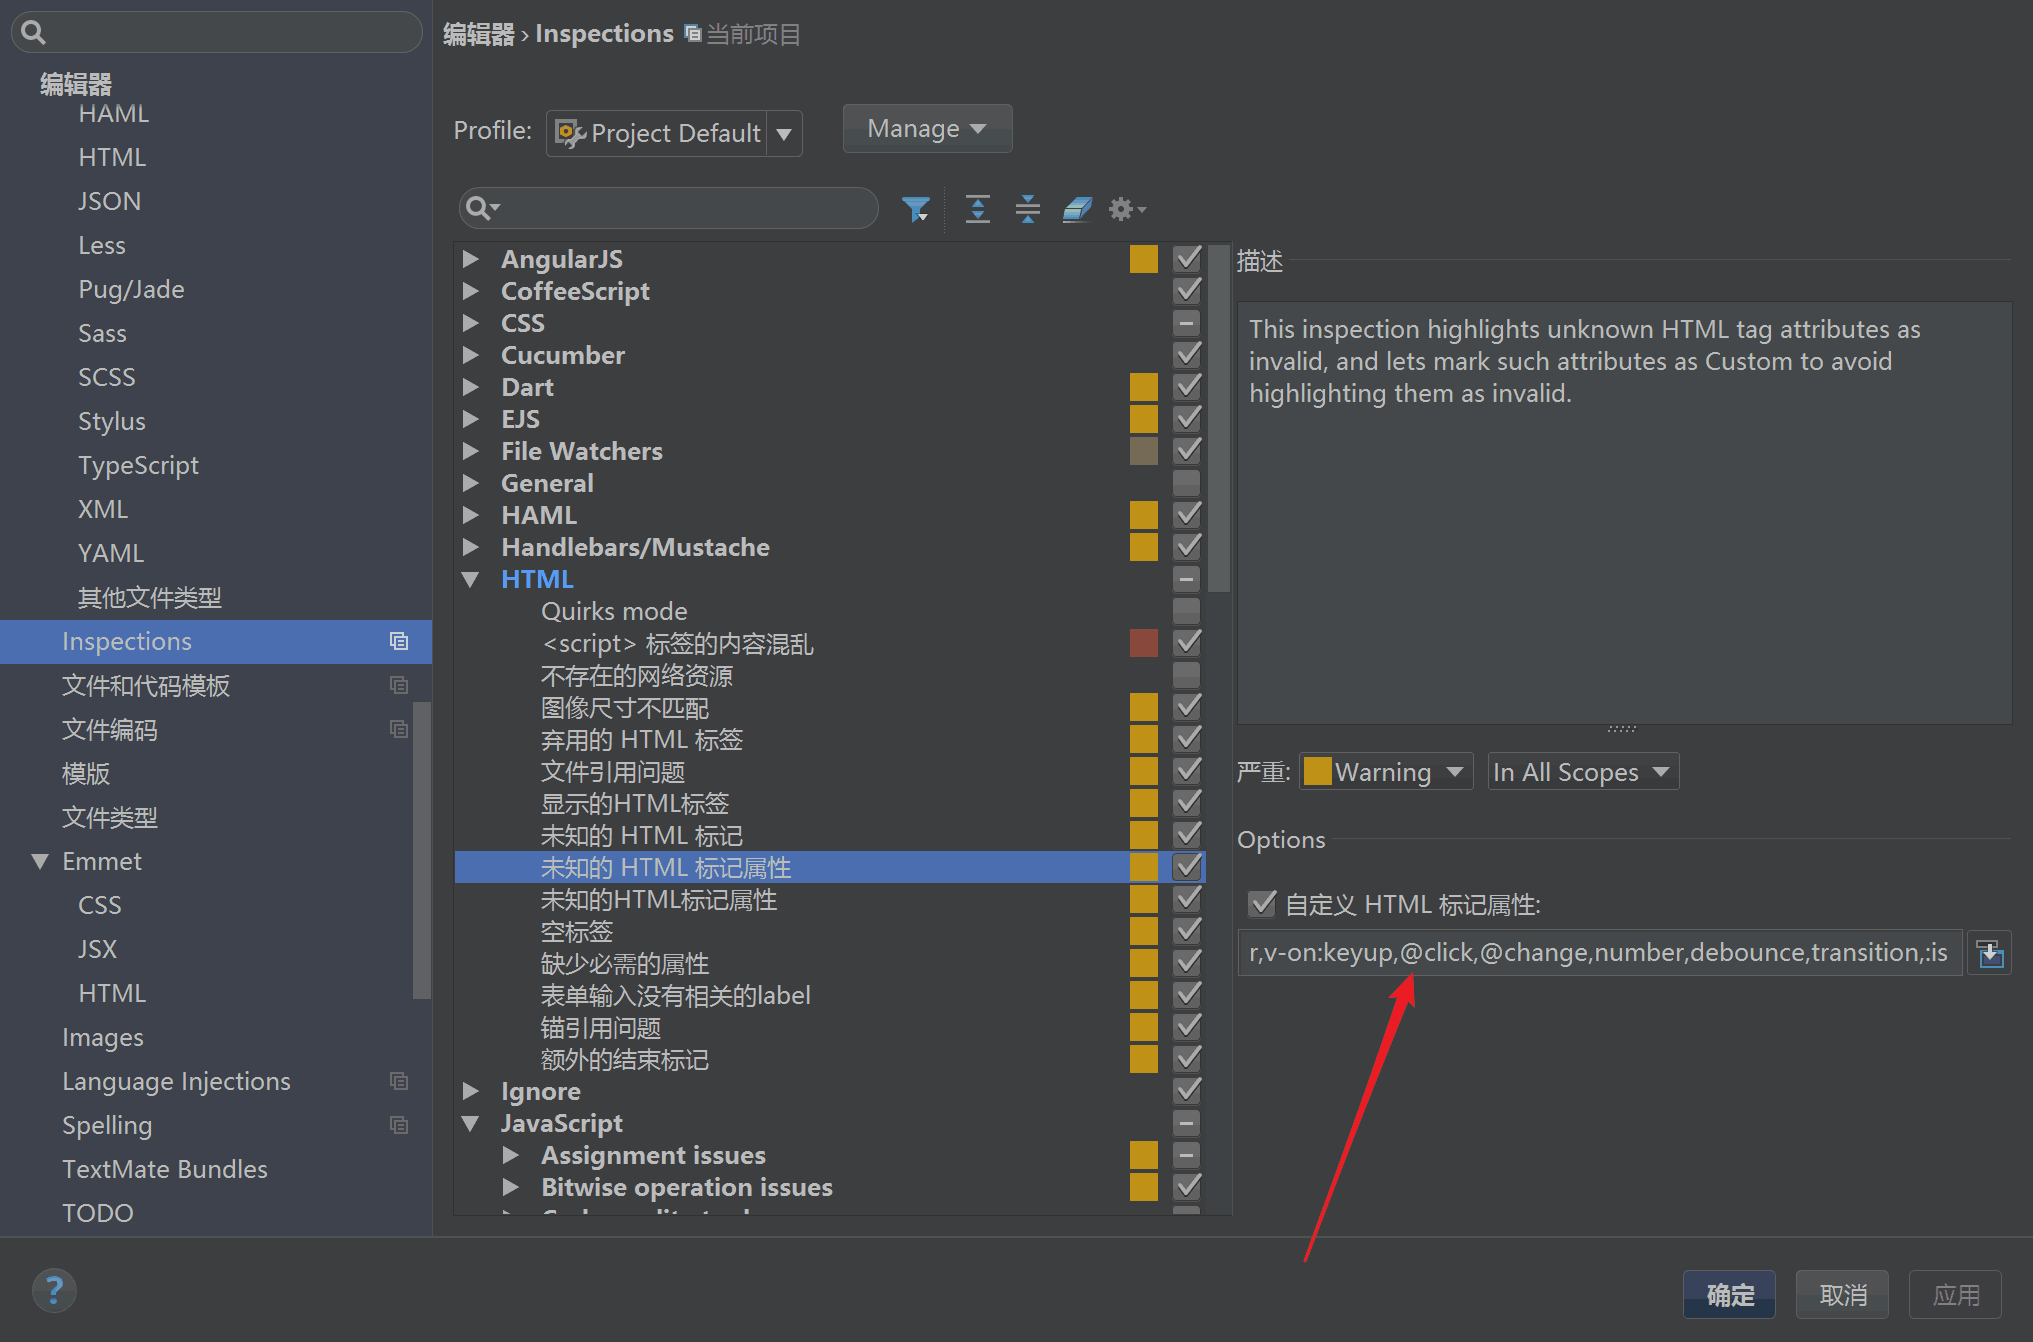 编辑器
HAML
HTML
JSON
Less
Pug/Jade
Sass
SCSS
Stylus
TypeScript
XML
YAML
其他文件类型
Inspections
文件和代码模板
文件编码
模版
文件类型
Emmet
CSS
JSX
HTML
Images
Language Injections
Spelling
TextMate Bundles
TODO
编辑器 › Inspections 当前项目
Profile: Project Default Manage
AngularJS
CoffeeScript
CSS
Cucumber
Dart
EJS
File Watchers
General
HAML
Handlebars/Mustache
HTML
Quirks mode
<script> 标签的内容混乱
不存在的网络资源
图像尺寸不匹配
弃用的 HTML 标签
文件引用问题
显示的HTML标签
未知的 HTML 标记
未知的 HTML 标记属性
未知的HTML标记属性
空标签
缺少必需的属性
表单输入没有相关的label
锚引用问题
额外的结束标记
Ignore
JavaScript
Assignment issues
Bitwise operation issues
描述
This inspection highlights unknown HTML tag attributes as
invalid, and lets mark such attributes as Custom to avoid
highlighting them as invalid.
严重: Warning In All Scopes
Options
自定义 HTML 标记属性:
r,v-on:keyup,@click,@change,number,debounce,transition,:is
?
确定 取消 应用